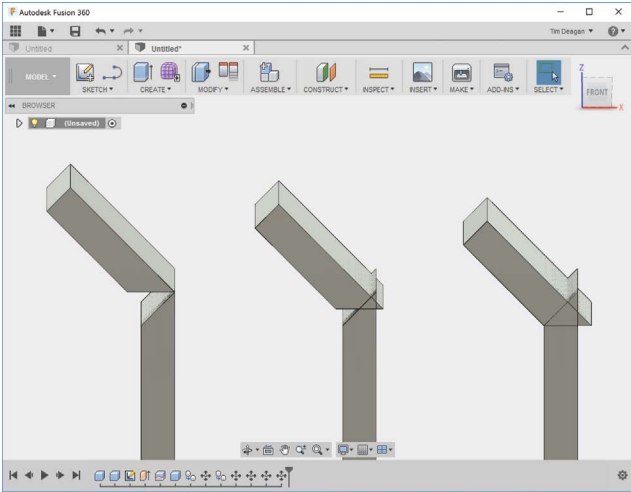 Autodesk Fusion 360
Tim Deagan
Untitled
Untitled*
MODEL
SKETCH
CREATE
MODIFY
ASSEMBLE
CONSTRUCT
INSPECT
INSERT
MAKE
ADD-INS
SELECT
Z
FRONT
X
BROWSER
(Unsaved)